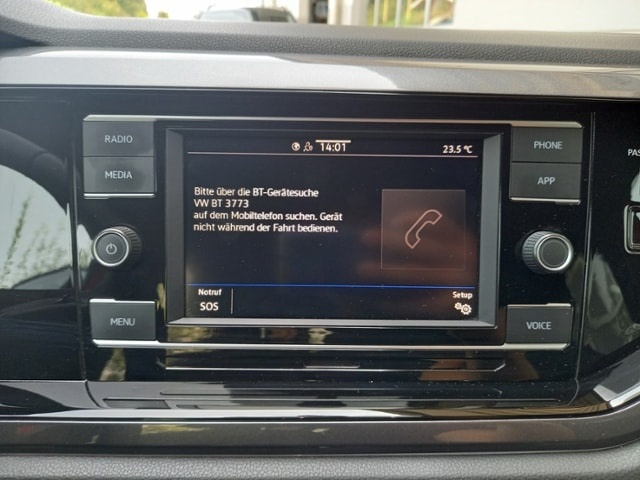 RADIO
MEDIA
MENU
14:01
23.5 °C
Bitte über die BT-Gerätesuche
VW BT 3773
auf dem Mobiltelefon suchen. Gerät
nicht während der Fahrt bedienen.
Notruf
SOS
Setup
PHONE
APP
VOICE